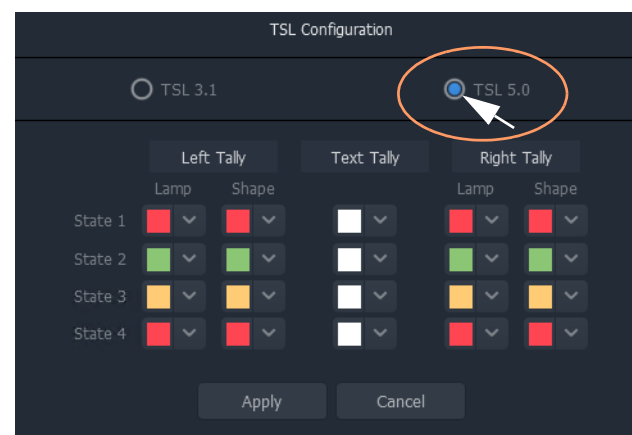 TSL Configuration
TSL 3.1 TSL 5.0
Left Tally Text Tally Right Tally
Lamp Shape Lamp Shape
State 1
State 2
State 3
State 4
Apply Cancel